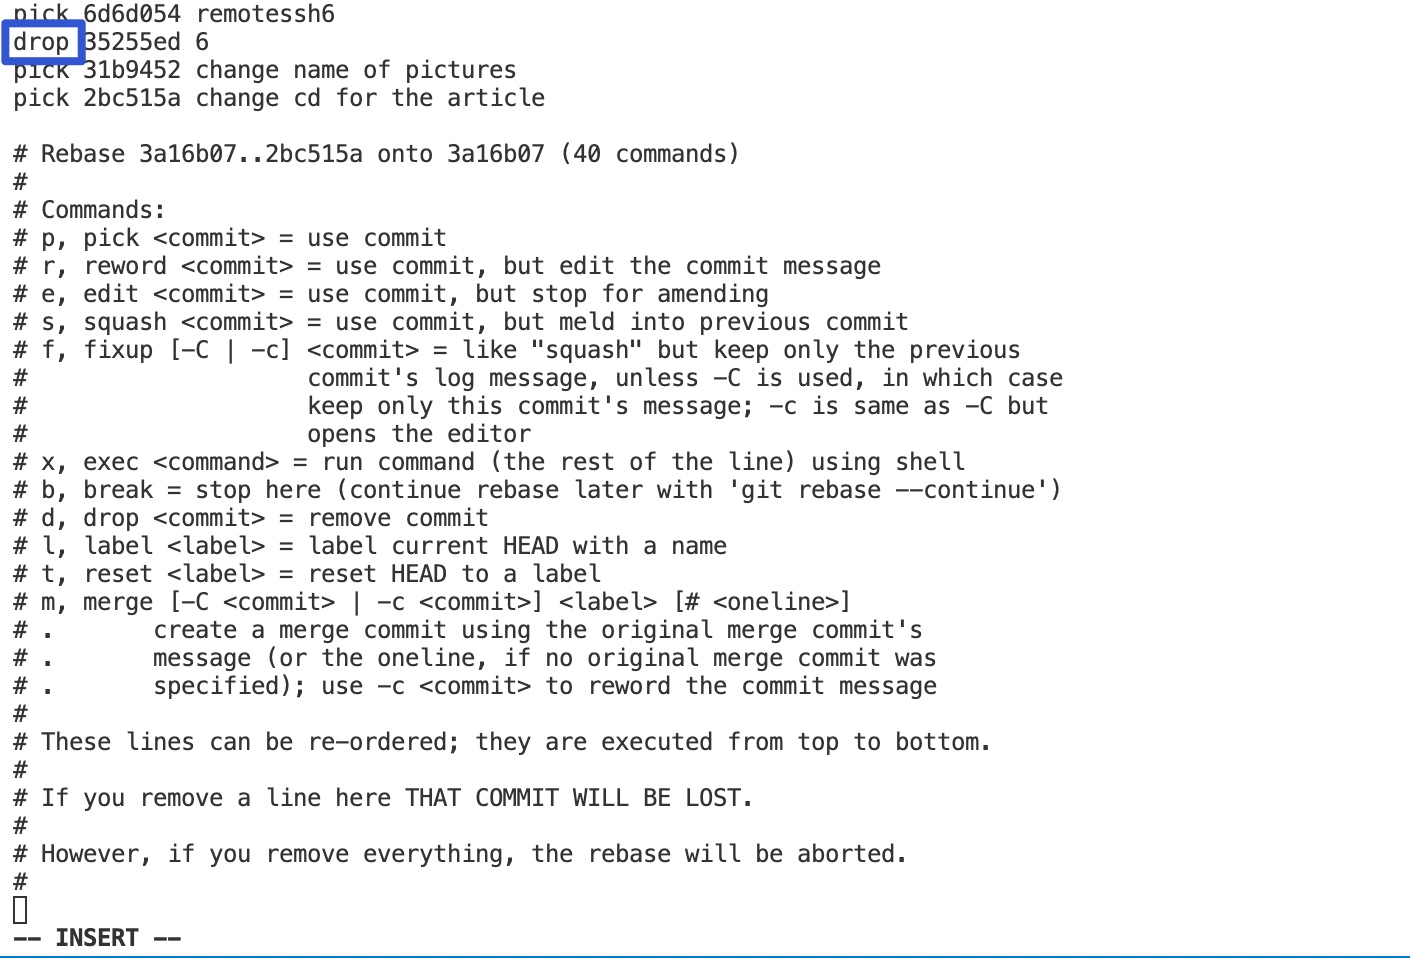 pick 6d6d054 remotessh6
drop 35255ed 6
pick 31b9452 change name of pictures
pick 2bc515a change cd for the article
# Rebase 3a16b07..2bc515a onto 3a16b07 (40 commands)
#
# Commands:
# p, pick <commit> = use commit
# r, reword <commit> = use commit, but edit the commit message
# e, edit <commit> = use commit, but stop for amending
# s, squash <commit> = use commit, but meld into previous commit
# f, fixup [-C | -c] <commit> = like "squash" but keep only the previous
#                    commit's log message, unless -C is used, in which case
#                    keep only this commit's message; -c is same as -C but
#                    opens the editor
# x, exec <command> = run command (the rest of the line) using shell
# b, break = stop here (continue rebase later with 'git rebase --continue')
# d, drop <commit> = remove commit
# l, label <label> = label current HEAD with a name
# t, reset <label> = reset HEAD to a label
# m, merge [-C <commit> | -c <commit>] <label> [# <oneline>]
# .       create a merge commit using the original merge commit's
# .       message (or the oneline, if no original merge commit was
# .       specified); use -c <commit> to reword the commit message
#
# These lines can be re-ordered; they are executed from top to bottom.
#
# If you remove a line here THAT COMMIT WILL BE LOST.
#
# However, if you remove everything, the rebase will be aborted.
#
-- INSERT --